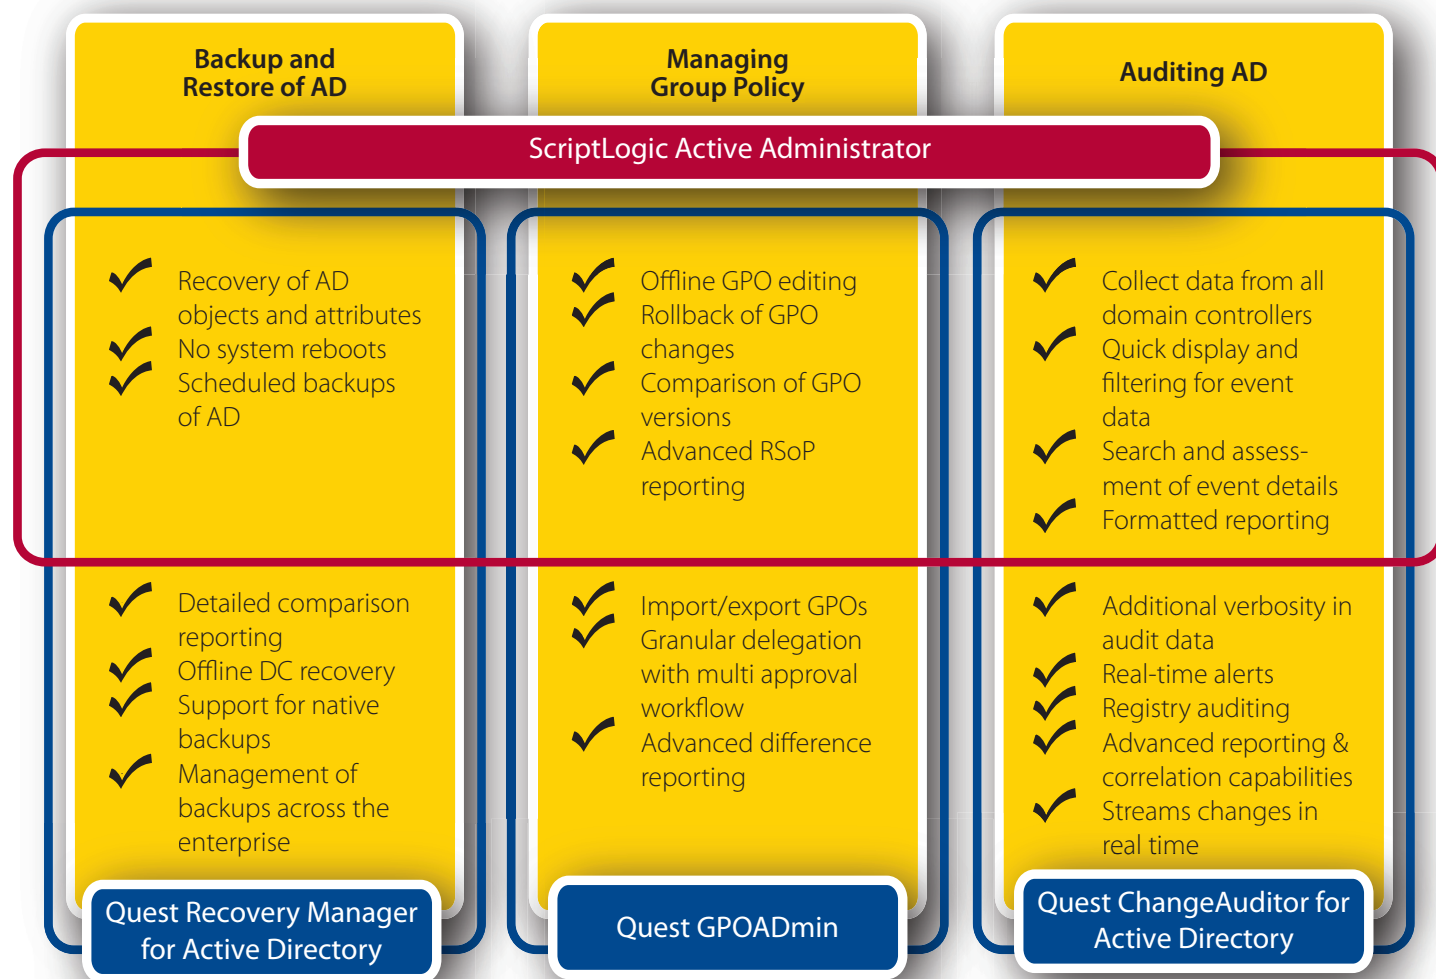 Backup and
Restore of AD
Managing
Group Policy
Auditing AD
ScriptLogic Active Administrator
Recovery of AD
objects and attributes
No system reboots
Scheduled backups
of AD
Offline GPO editing
Rollback of GPO
changes
Comparison of GPO
versions
Advanced RSoP
reporting
Collect data from all
domain controllers
Quick display and
filtering for event
data
Search and assess-
ment of event details
Formatted reporting
Detailed comparison
reporting
Offline DC recovery
Support for native
backups
Management of
backups across the
enterprise
Import/export GPOs
Granular delegation
with multi approval
workflow
Advanced difference
reporting
Additional verbosity in
audit data
Real-time alerts
Registry auditing
Advanced reporting &
correlation capabilities
Streams changes in
real time
Quest Recovery Manager
for Active Directory
Quest GPOADmin
Quest ChangeAuditor for
Active Directory